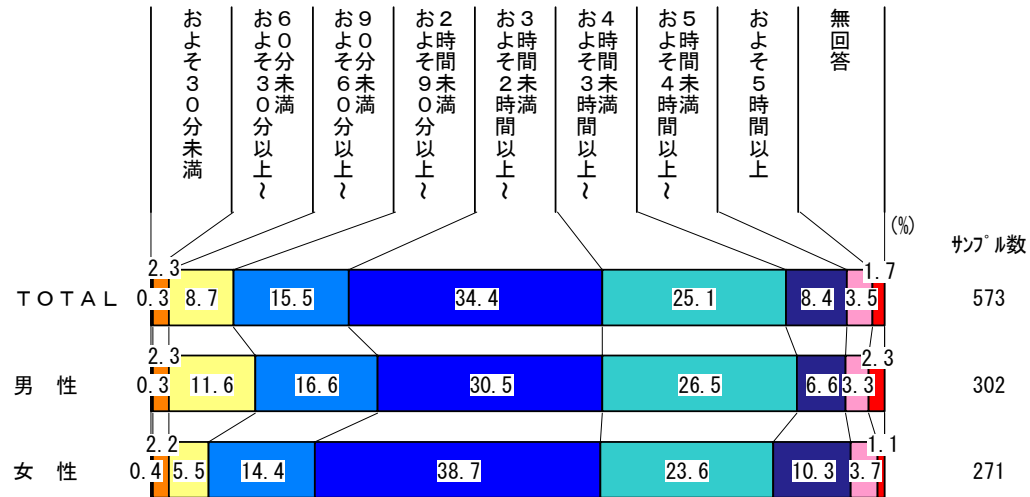 およそ30分未満
およそ30分以上~
60分未満
およそ60分以上~
90分未満
およそ90分以上~
2時間未満
およそ2時間以上~
3時間未満
およそ3時間以上~
4時間未満
およそ4時間以上~
5時間未満
およそ5時間以上
無回答
(%)
サンプル数
TOTAL 0.3 2.3 8.7 15.5 34.4 25.1 8.4 3.5 1.7 573
男 性 0.3 2.3 11.6 16.6 30.5 26.5 6.6 3.3 2.3 302
女 性 0.4 2.2 5.5 14.4 38.7 23.6 10.3 3.7 1.1 271